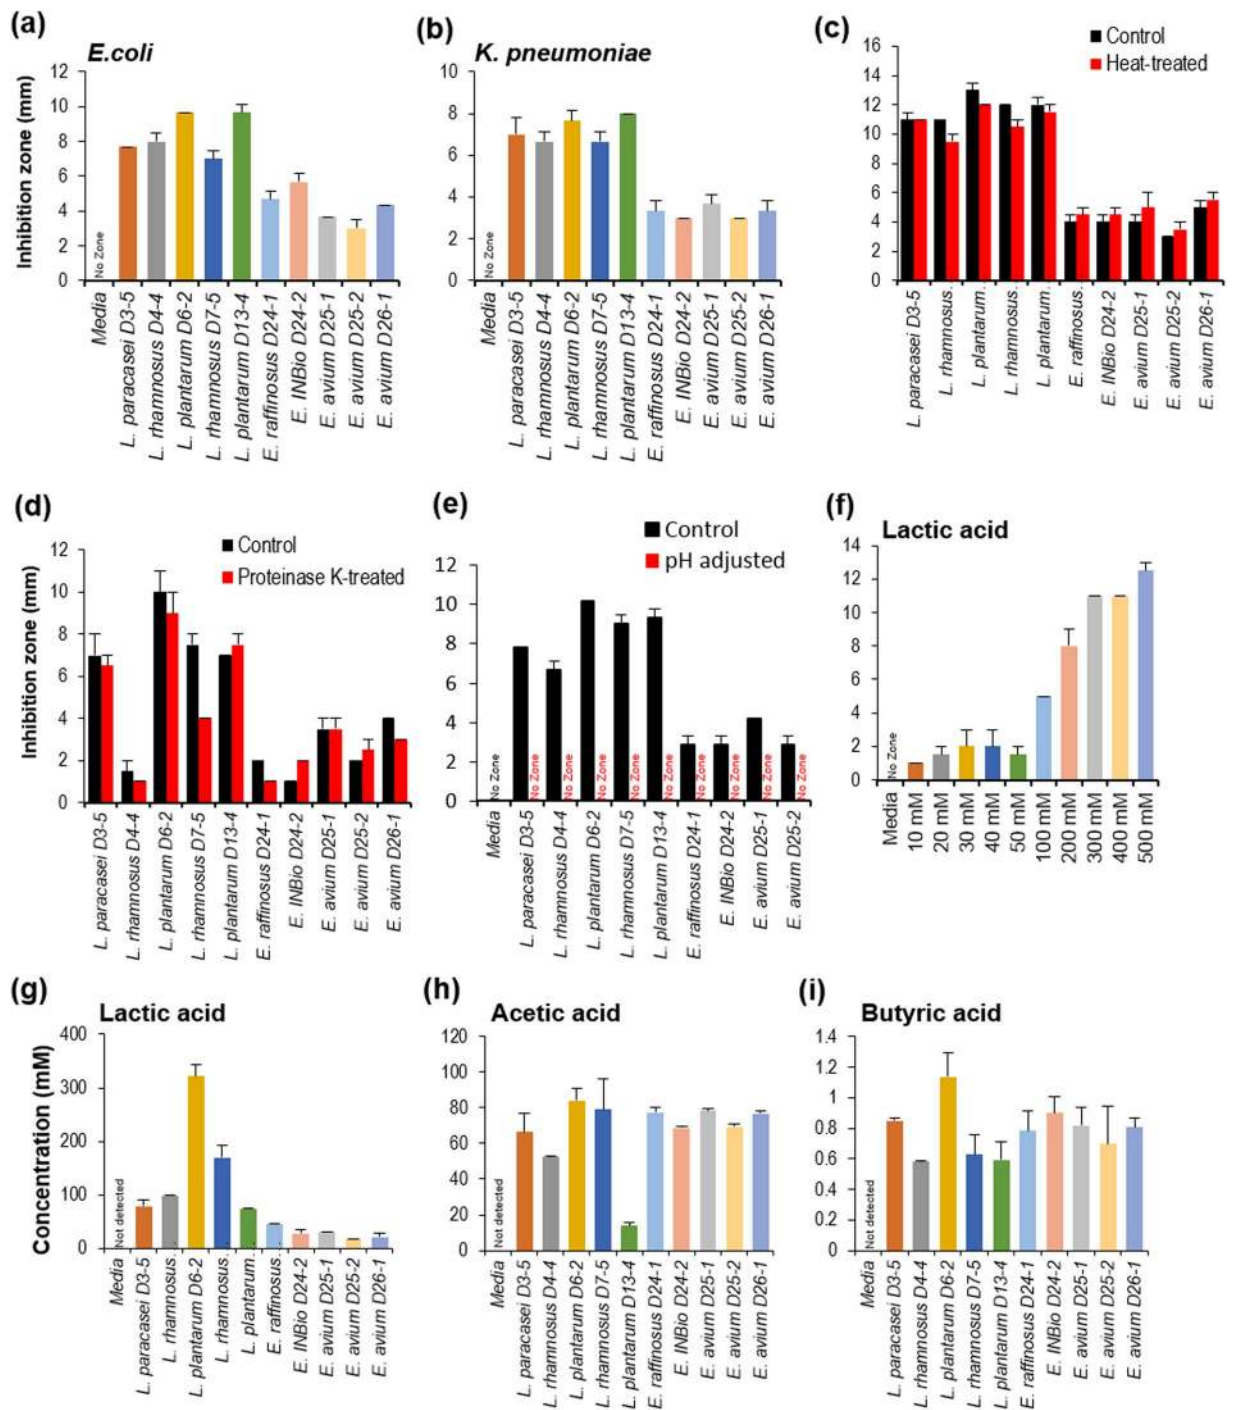 (a)
E.coli
Inhibition zone (mm)
12
10
8
6
4
2
0
No Zone
Media
L. paracasei D3-5
L. rhamnosus D4-4
L. plantarum D6-2
L. rhamnosus D7-5
L. plantarum D13-4
E. raffinosus D24-1
E. INBio D24-2
E. avium D25-1
E. avium D25-2
E. avium D26-1
(b)
K. pneumoniae
10
8
6
4
2
0
No Zone
Media
L. paracasei D3-5
L. rhamnosus D4-4
L. plantarum D6-2
L. rhamnosus D7-5
L. plantarum D13-4
E. raffinosus D24-1
E. INBio D24-2
E. avium D25-1
E. avium D25-2
E. avium D26-1
(c)
Control
Heat-treated
16
14
12
10
8
6
4
2
0
L. paracasei D3-5
L. rhamnosus.
L. plantarum.
L. rhamnosus.
L. plantarum.
E. raffinosus.
E. INBio D24-2
E. avium D25-1
E. avium D25-2
E. avium D26-1
(d)
Control
Proteinase K-treated
Inhibition zone (mm)
12
10
8
6
4
2
0
L. paracasei D3-5
L. rhamnosus D4-4
L. plantarum D6-2
L. rhamnosus D7-5
L. plantarum D13-4
E. raffinosus D24-1
E. INBio D24-2
E. avium D25-1
E. avium D25-2
E. avium D26-1
(e)
Control
pH adjusted
12
10
8
6
4
2
0
No Zone
No Zone
No Zone
No Zone
No Zone
No Zone
No Zone
No Zone
No Zone
No Zone
Media
L. paracasei D3-5
L. rhamnosus D4-4
L. plantarum D6-2
L. rhamnosus D7-5
L. plantarum D13-4
E. raffinosus D24-1
E. INBio D24-2
E. avium D25-1
E. avium D25-2
(f)
Lactic acid
14
12
10
8
6
4
2
0
No Zone
Media
10 mM
20 mM
30 mM
40 mM
50 mM
100 mM
200 mM
300 mM
400 mM
500 mM
(g)
Lactic acid
Concentration (mM)
400
300
200
100
0
Not detected
Media
L. paracasei D3-5
L. rhamnosus.
L. plantarum D6-2
L. rhamnosus.
L. plantarum.
E. raffinosus.
E. INBio D24-2
E. avium D25-1
E. avium D25-2
E. avium D26-1
(h)
Acetic acid
120
100
80
60
40
20
0
Not detected
Media
L. paracasei D3-5
L. rhamnosus D4-4
L. plantarum D6-2
L. rhamnosus D7-5
L. plantarum D13-4
E. raffinosus D24-1
E. INBio D24-2
E. avium D25-1
E. avium D25-2
E. avium D26-1
(i)
Butyric acid
1.4
1.2
1
0.8
0.6
0.4
0.2
0
Not detected
Media
L. paracasei D3-5
L. rhamnosus D4-4
L. plantarum D6-2
L. rhamnosus D7-5
L. plantarum D13-4
E. raffinosus D24-1
E. INBio D24-2
E. avium D25-1
E. avium D25-2
E. avium D26-1